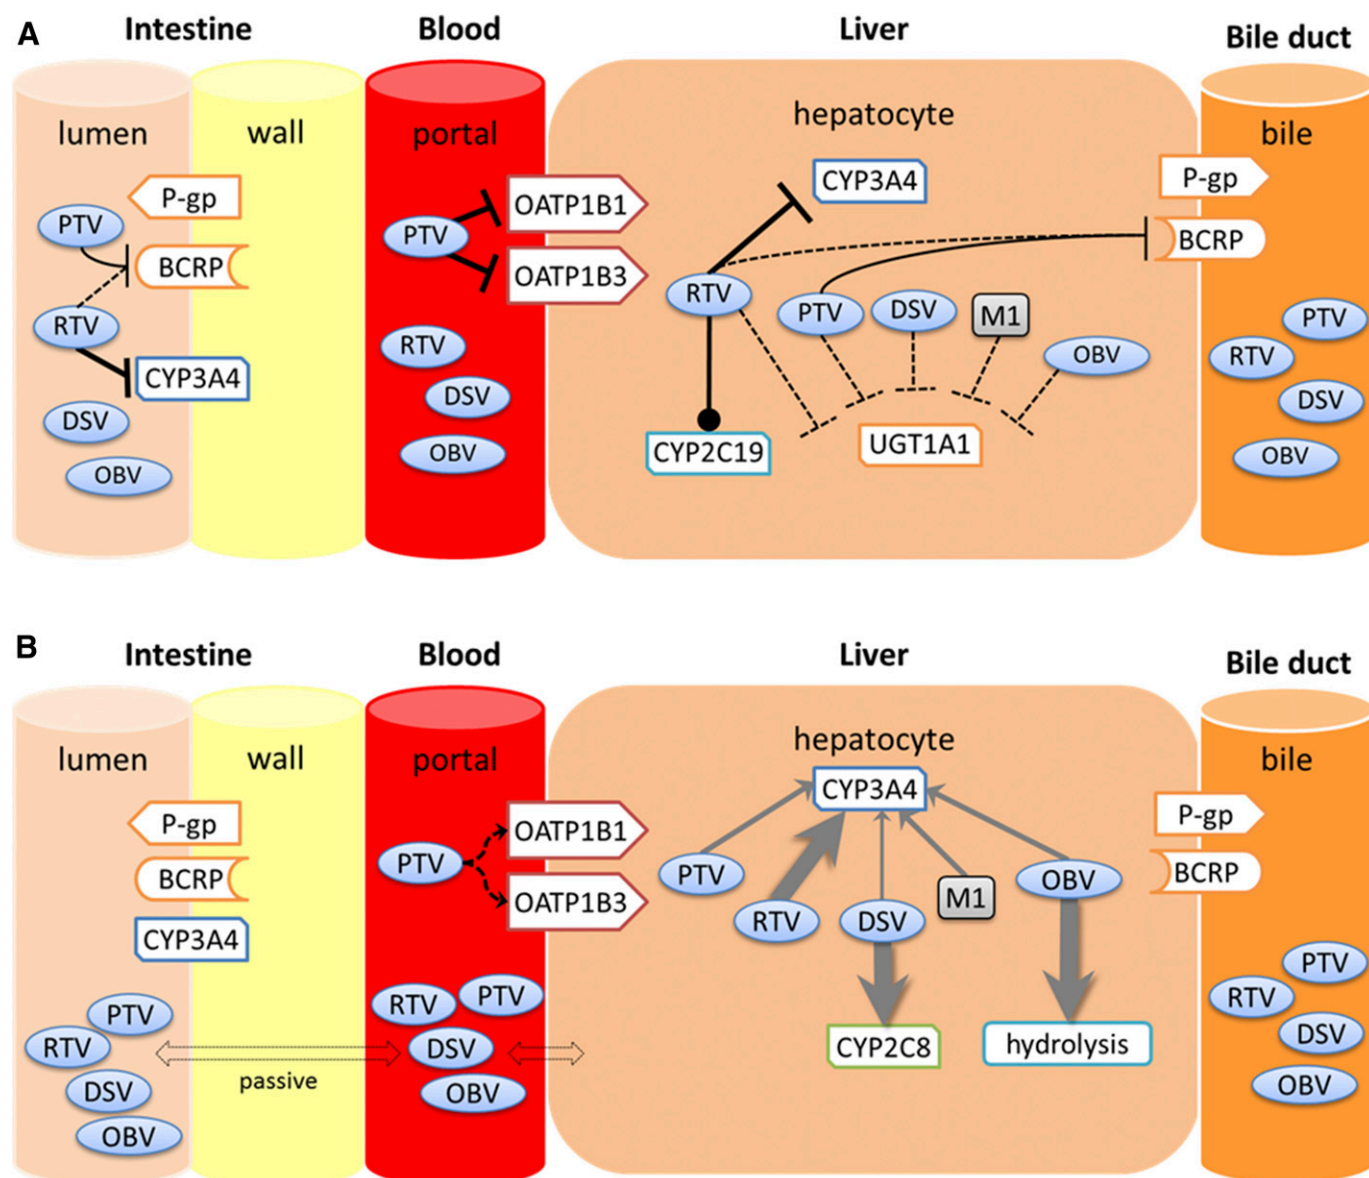 A
Intestine
Blood
Liver
Bile duct
lumen
wall
portal
hepatocyte
bile
P-gp
PTV
BCRP
RTV
CYP3A4
DSV
OBV
PTV
OATP1B1
OATP1B3
RTV
DSV
OBV
CYP3A4
RTV
PTV
DSV
M1
OBV
CYP2C19
UGT1A1
P-gp
BCRP
PTV
RTV
DSV
OBV
B
Intestine
Blood
Liver
Bile duct
lumen
wall
portal
hepatocyte
bile
P-gp
BCRP
CYP3A4
PTV
RTV
DSV
OBV
passive
PTV
OATP1B1
OATP1B3
RTV
PTV
DSV
OBV
CYP3A4
PTV
RTV
DSV
M1
OBV
CYP2C8
hydrolysis
P-gp
BCRP
PTV
RTV
DSV
OBV